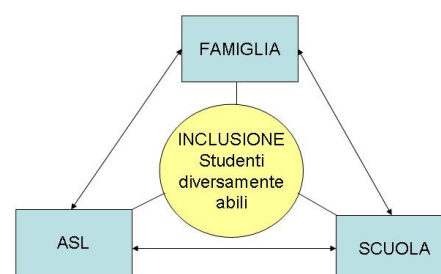 FAMIGLIA
INCLUSIONE
Studenti
diversamente
abili
ASL
SCUOLA